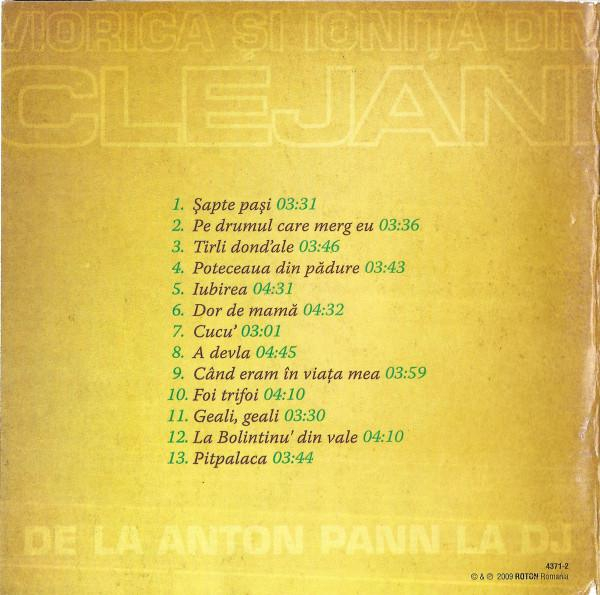 VIORICA ȘI IONIȚĂ DIN
CLEJANI
1. Șapte pași 03:31
2. Pe drumul care merg eu 03:36
3. Tirli dond'ale 03:46
4. Poteceaua din pădure 03:43
5. Iubirea 04:31
6. Dor de mamă 04:32
7. Cucu' 03:01
8. A devla 04:45
9. Când eram în viața mea 03:59
10. Foi trifoi 04:10
11. Geali, geali 03:30
12. La Bolintinu' din vale 04:10
13. Pitpalaca 03:44
DE LA ANTON PANN LA DJ
4371-2
© & ℗ 2009 ROTON Romania